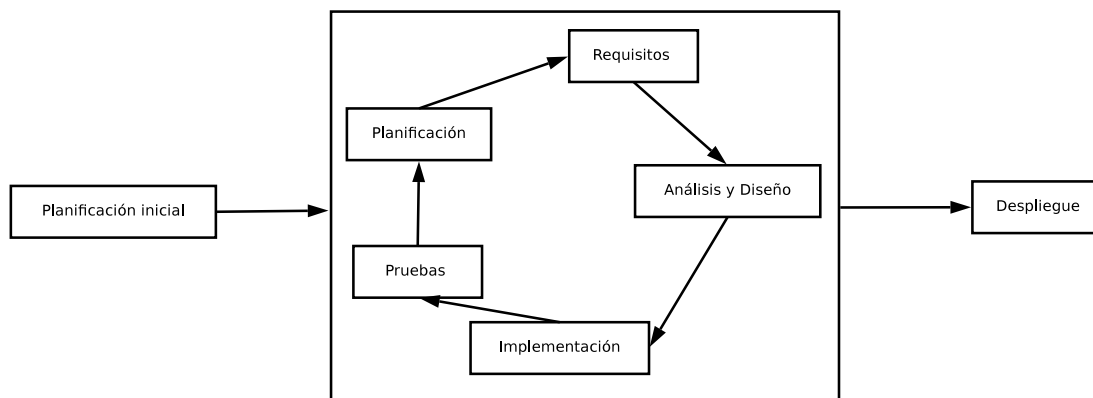 Requisitos
Planificación
Análisis y Diseño
Planificación inicial
Despliegue
Pruebas
Implementación